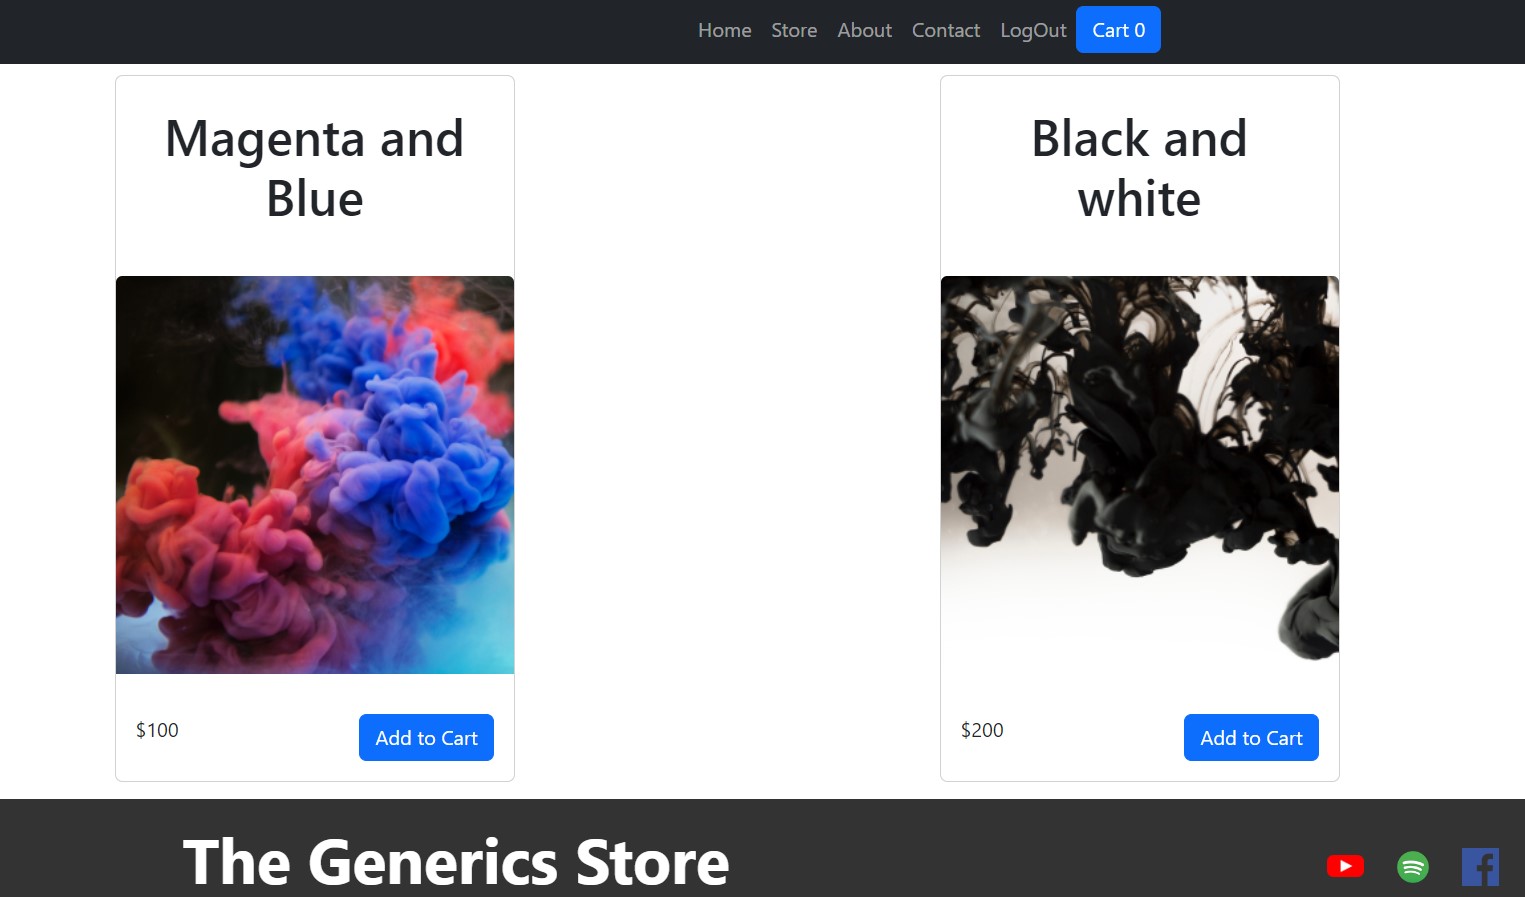 Home Store About Contact LogOut Cart 0
Magenta and
Blue
$100 Add to Cart
Black and
white
$200 Add to Cart
The Generics Store